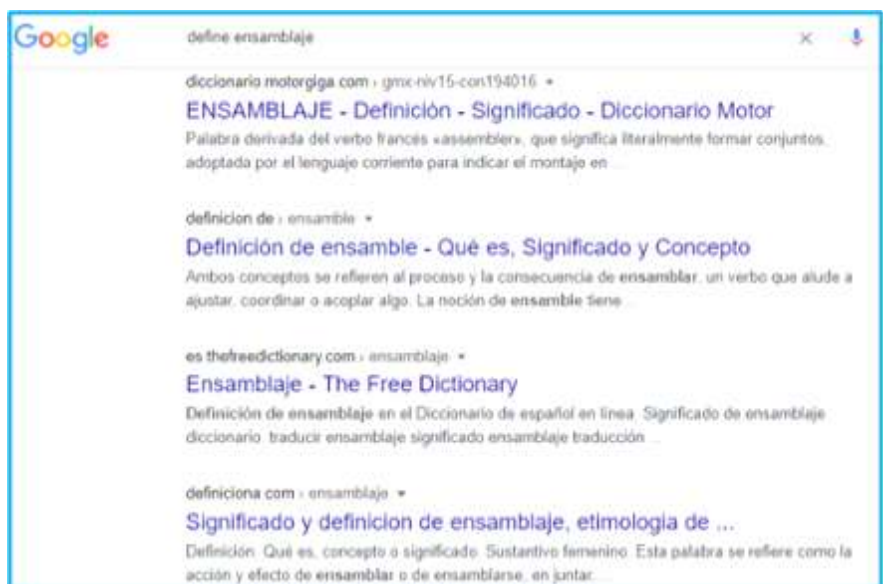 Google define ensamblaje
diccionario.motorgiga.com › gmx-niv15-con194016
ENSAMBLAJE - Definición - Significado - Diccionario Motor
Palabra derivada del verbo francés «assembler», que significa literalmente formar conjuntos,
adoptada por el lenguaje corriente para indicar el montaje en ...
definicion.de › ensamble
Definición de ensamble - Qué es, Significado y Concepto
Ambos conceptos se refieren al proceso y la consecuencia de ensamblar, un verbo que alude a
ajustar, coordinar o acoplar algo. La noción de ensamble tiene ...
es.thefreedictionary.com › ensamblaje
Ensamblaje - The Free Dictionary
Definición de ensamblaje en el Diccionario de español en línea. Significado de ensamblaje
diccionario. traducir ensamblaje significado ensamblaje traducción ...
definiciona.com › ensamblaje
Significado y definicion de ensamblaje, etimologia de ...
Definición. Qué es, concepto o significado. Sustantivo femenino. Esta palabra se refiere como la
acción y efecto de ensamblar o de ensamblarse, en juntar, ...